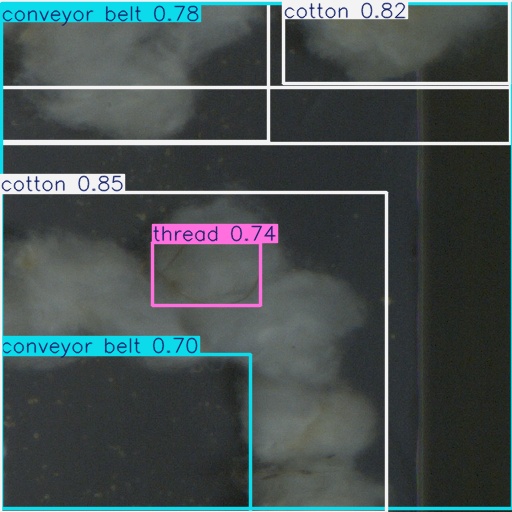 conveyor belt 0.78
cotton 0.82
cotton 0.85
thread 0.74
conveyor belt 0.70